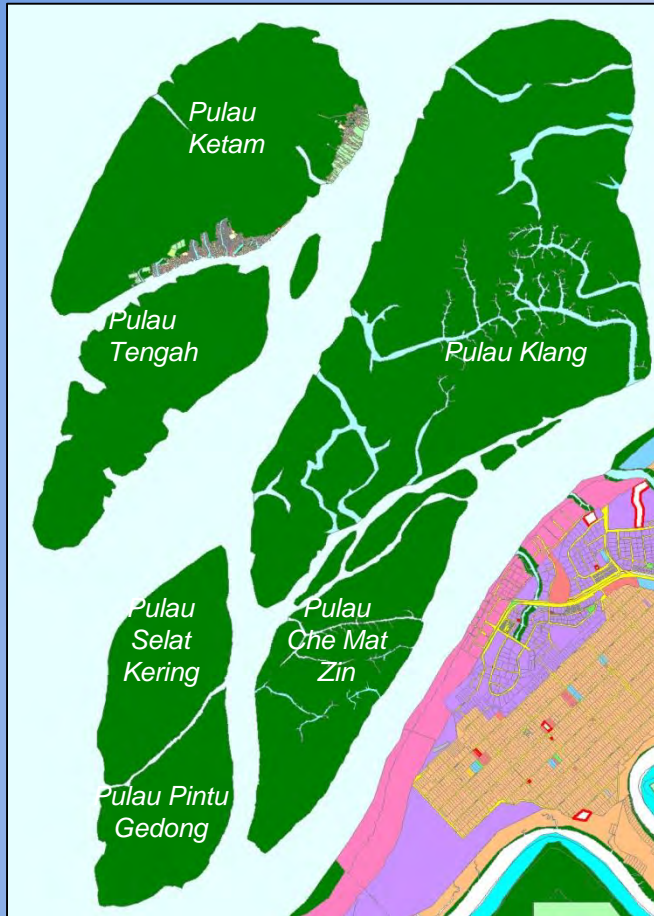 Pulau
Ketam
Pulau
Tengah
Pulau Klang
Pulau
Selat
Kering
Pulau
Che Mat
Zin
Pulau Pintu
Gedong